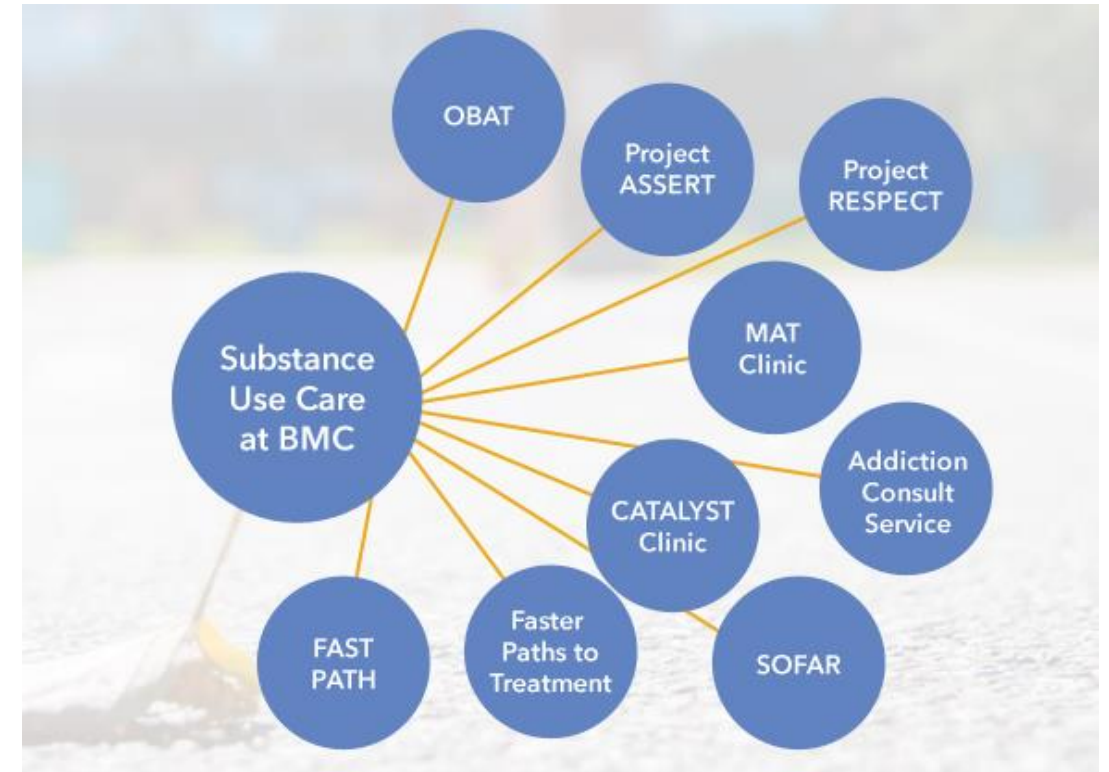 OBAT
Project
ASSERT
Project
RESPECT
MAT
Clinic
Substance
Use Care
at BMC
Addiction
Consult
Service
CATALYST
Clinic
FAST
PATH
Faster
Paths to
Treatment
SOFAR